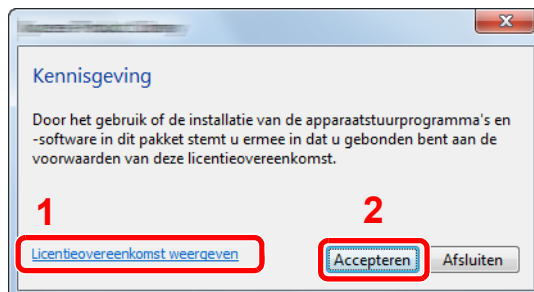 Kennisgeving
Door het gebruik of de installatie van de apparaatstuurprogramma's en
-software in dit pakket stemt u ermee in dat u gebonden bent aan de
voorwaarden van deze licentieovereenkomst.
1
2
Licentieovereenkomst weergeven
Accepteren
Afsluiten